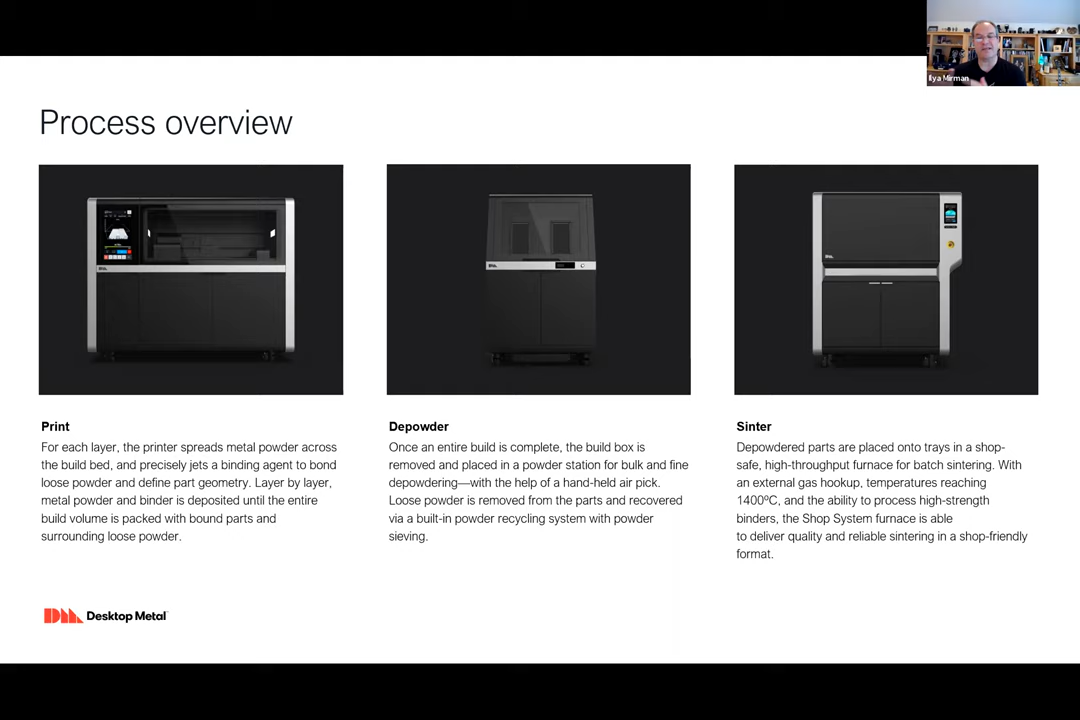 Ilya Mirman
Process overview
Print
For each layer, the printer spreads metal powder across
the build bed, and precisely jets a binding agent to bond
loose powder and define part geometry. Layer by layer,
metal powder and binder is deposited until the entire
build volume is packed with bound parts and
surrounding loose powder.
Depowder
Once an entire build is complete, the build box is
removed and placed in a powder station for bulk and fine
depowdering—with the help of a hand-held air pick.
Loose powder is removed from the parts and recovered
via a built-in powder recycling system with powder
sieving.
Sinter
Depowdered parts are placed onto trays in a shop-
safe, high-throughput furnace for batch sintering. With
an external gas hookup, temperatures reaching
1400ºC, and the ability to process high-strength
binders, the Shop System furnace is able
to deliver quality and reliable sintering in a shop-friendly
format.
Desktop Metal